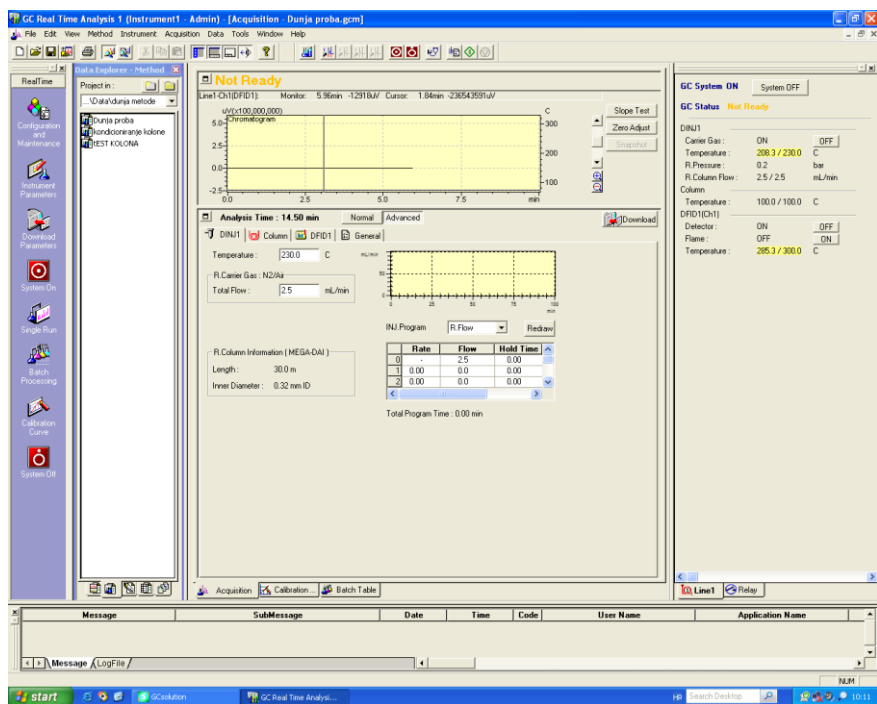 GC Real Time Analysis 1 (Instrument1 - Admin) - [Acquisition - Dunja proba.gcm]
File Edit View Method Instrument Acquisition Data Tools Window Help
RealTime
Configuration and Maintenance
Instrument Parameters
Download Parameters
System On
Single Run
Batch Processing
Calibration Curve
System Off
Data Explorer - Method
Project in :
...\Data\dunja metode
Dunja proba
kondicioniranje kolone
tEST KOLONA
Not Ready
Line1-Ch1(DFID1): Monitor: 5.96min -12918uV Cursor: 1.84min -236543591uV
uV(x100,000,000) C
Chromatogram
5.0
2.5
0.0
-2.5
300
200
100
0.0 2.5 5.0 7.5 min
Slope Test
Zero Adjust
Snapshot
Analysis Time : 14.50 min Normal Advanced Download
DINJ1 Column DFID1 General
Temperature : 230.0 C
R.Carrier Gas : N2/Air
Total Flow : 2.5 mL/min
R.Column Information ( MEGA-DAI )
Length : 30.0 m
Inner Diameter : 0.32 mm ID
mL/min
50
0
0 25 50 75 100
min
INJ.Program R.Flow Redraw
Rate Flow Hold Time
0 - 2.5 0.00
1 0.00 0.0 0.00
2 0.00 0.0 0.00
Total Program Time : 0.00 min
Acquisition Calibration... Batch Table
GC System ON System OFF
GC Status Not Ready
DINJ1
Carrier Gas : ON OFF
Temperature : 208.3 / 230.0 C
R.Pressure : 0.2 bar
R.Column Flow : 2.5 / 2.5 mL/min
Column
Temperature : 100.0 / 100.0 C
DFID1(Ch1)
Detector : ON OFF
Flame : OFF ON
Temperature : 285.3 / 300.0 C
Line1 Relay
Message SubMessage Date Time Code User Name Application Name
Message LogFile
NUM
start GCsolution GC Real Time Analysi... HR Search Desktop 10:11